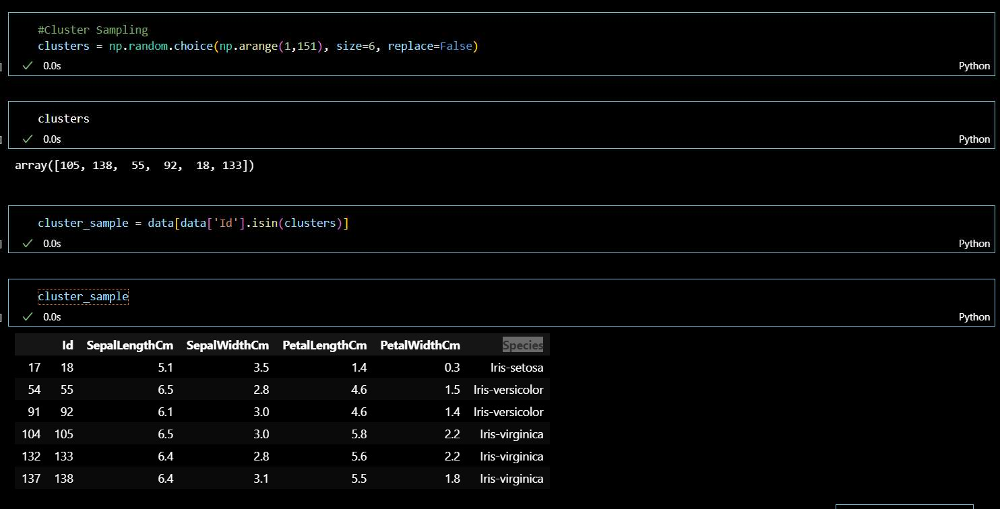 #Cluster Sampling
clusters = np.random.choice(np.arange(1,151), size=6, replace=False)
0.0s Python
clusters
0.0s Python
array([105, 138,  55,  92,  18, 133])
cluster_sample = data[data['Id'].isin(clusters)]
0.0s Python
cluster_sample
0.0s Python
Id SepalLengthCm SepalWidthCm PetalLengthCm PetalWidthCm Species
17 18 5.1 3.5 1.4 0.3 Iris-setosa
54 55 6.5 2.8 4.6 1.5 Iris-versicolor
91 92 6.1 3.0 4.6 1.4 Iris-versicolor
104 105 6.5 3.0 5.8 2.2 Iris-virginica
132 133 6.4 2.8 5.6 2.2 Iris-virginica
137 138 6.4 3.1 5.5 1.8 Iris-virginica